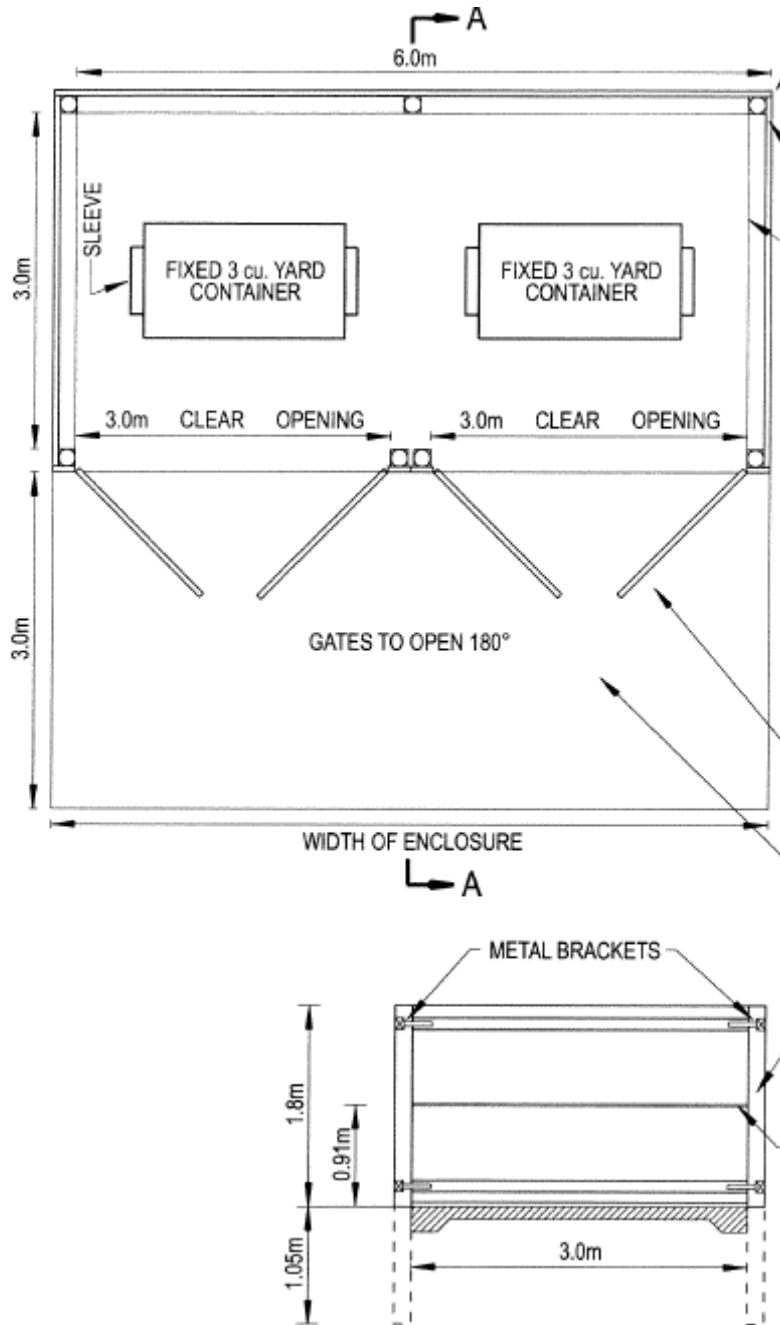 A
6.0m
SLEEVE
3.0m
FIXED 3 cu. YARD
CONTAINER
FIXED 3 cu. YARD
CONTAINER
3.0m CLEAR OPENING
3.0m CLEAR OPENING
3.0m
GATES TO OPEN 180°
WIDTH OF ENCLOSURE
A
METAL BRACKETS
1.8m
0.91m
1.05m
3.0m